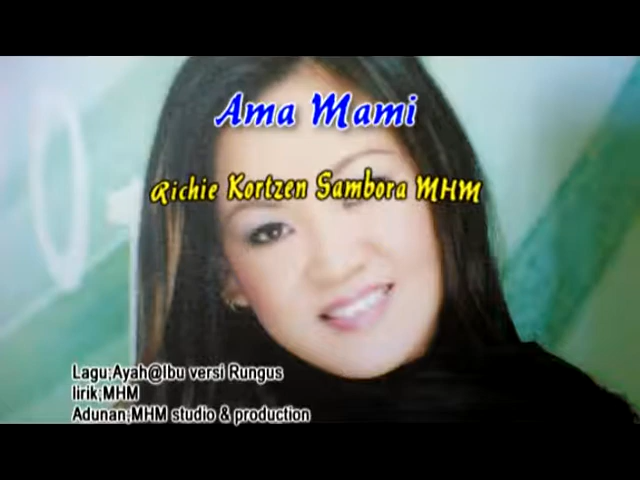 Ama Mami
Richie Kortzen Sambora MHM
Lagu;Ayah@Ibu versi Rungus
lirik;MHM
Adunan;MHM studio & production